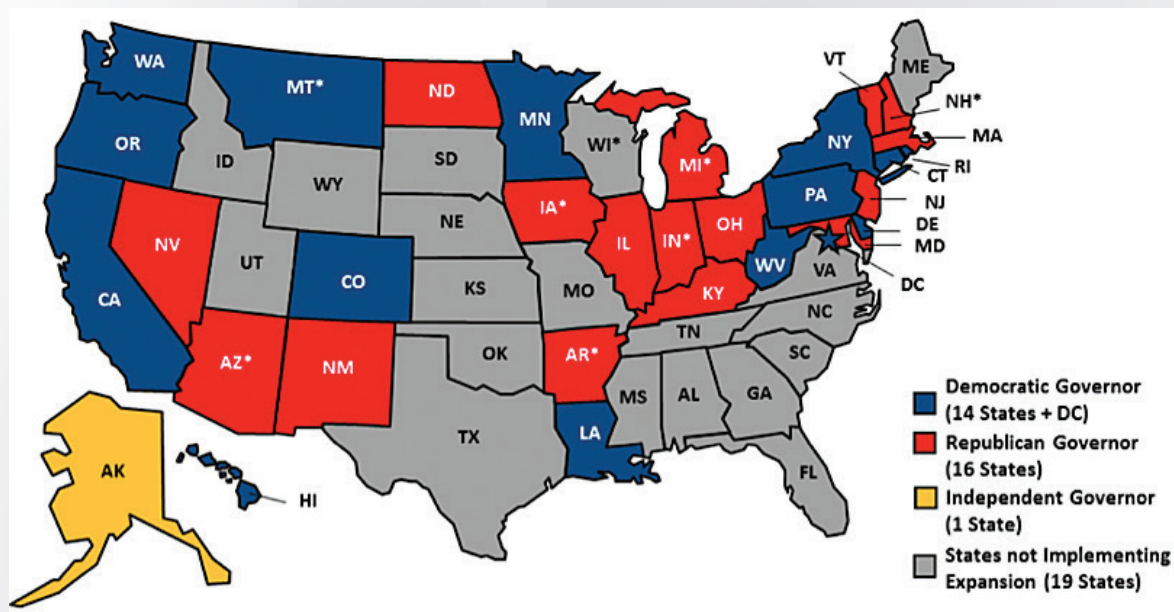 WA
MT*
ND
MN
VT
ME
NH*
OR
ID
SD
WI*
MI*
NY
MA
RI
CT
WY
IA*
PA
NJ
NV
NE
OH
DE
UT
IL
IN*
MD
CA
CO
WV
VA
DC
KS
MO
KY
AZ*
NM
OK
AR*
TN
NC
SC
TX
MS
AL
GA
LA
FL
AK
HI
Democratic Governor
(14 States + DC)
Republican Governor
(16 States)
Independent Governor
(1 State)
States not Implementing
Expansion (19 States)